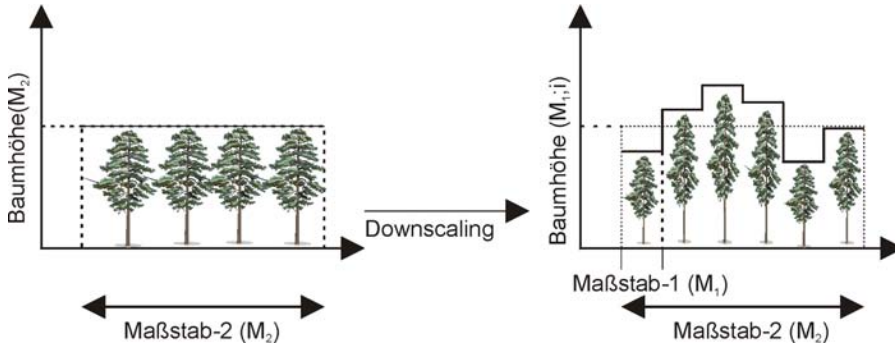 Baumhöhe(M₂)
Maßstab-2 (M₂)
Downscaling
Baumhöhe (M₁;i)
Maßstab-1 (M₁)
Maßstab-2 (M₂)